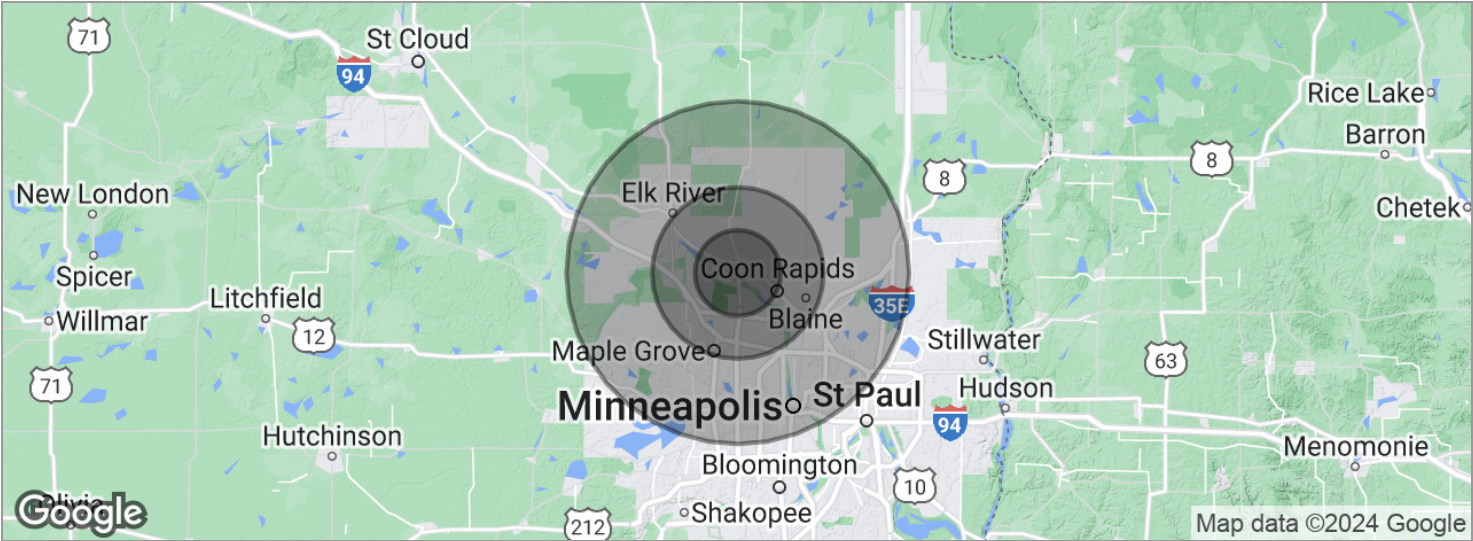 71
St Cloud
94
Rice Lake
Barron
8
8
New London
Elk River
Chetek
Spicer
Coon Rapids
Litchfield
35E
Willmar
Blaine
12
Stillwater
Maple Grove
63
71
Hudson
Minneapolis
St Paul
94
Hutchinson
Menomonie
Bloomington
10
Olivia
Google
Shakopee
212
Map data ©2024 Google